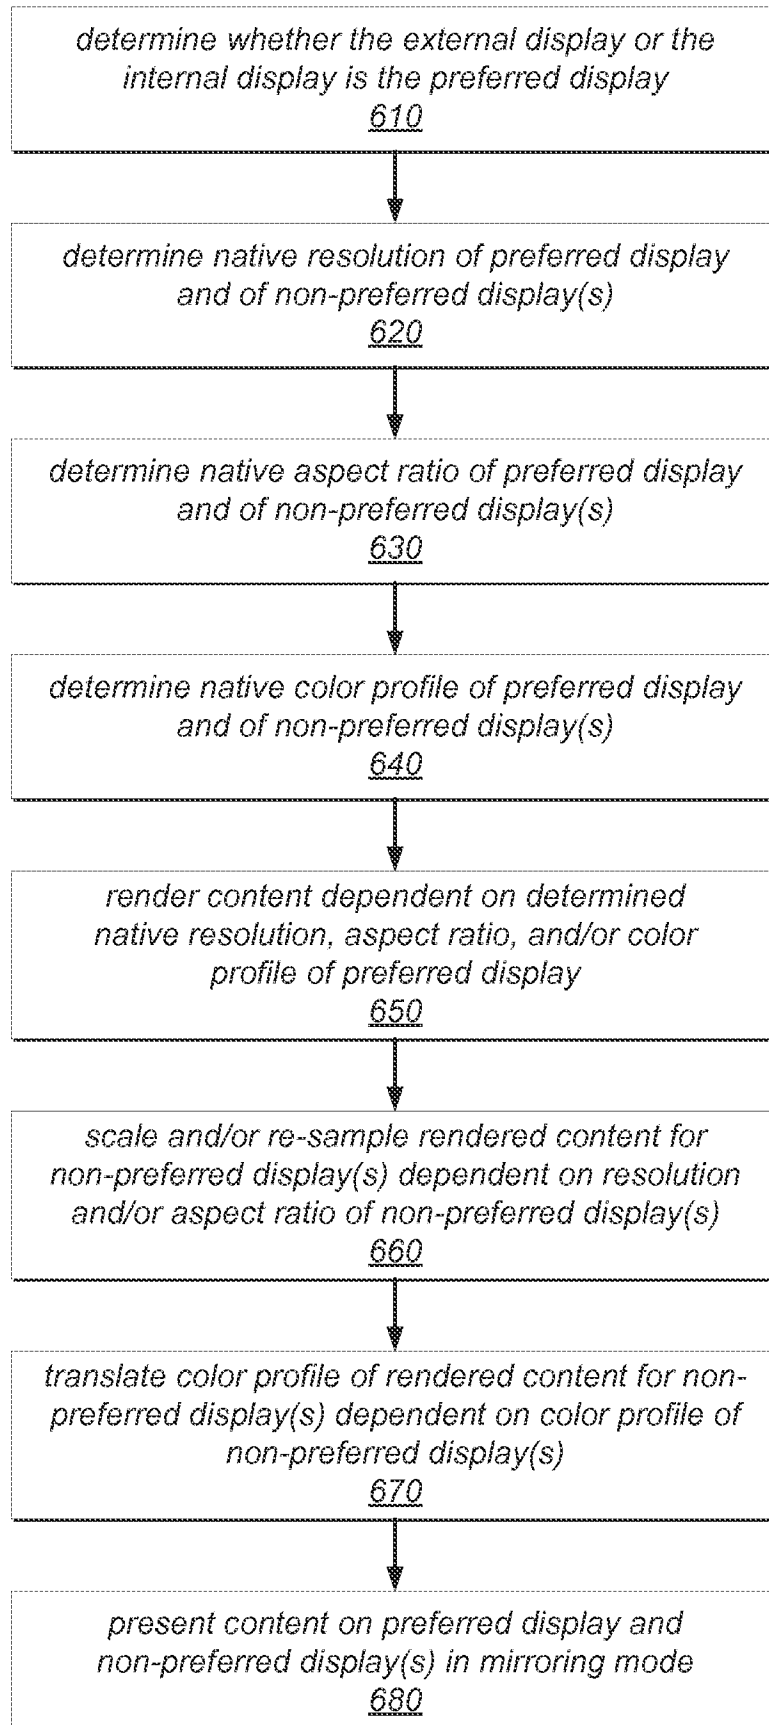 determine whether the external display or the
internal display is the preferred display
610
determine native resolution of preferred display
and of non-preferred display(s)
620
determine native aspect ratio of preferred display
and of non-preferred display(s)
630
determine native color profile of preferred display
and of non-preferred display(s)
640
render content dependent on determined
native resolution, aspect ratio, and/or color
profile of preferred display
650
scale and/or re-sample rendered content for
non-preferred display(s) dependent on resolution
and/or aspect ratio of non-preferred display(s)
660
translate color profile of rendered content for non-
preferred display(s) dependent on color profile of
non-preferred display(s)
670
present content on preferred display and
non-preferred display(s) in mirroring mode
680